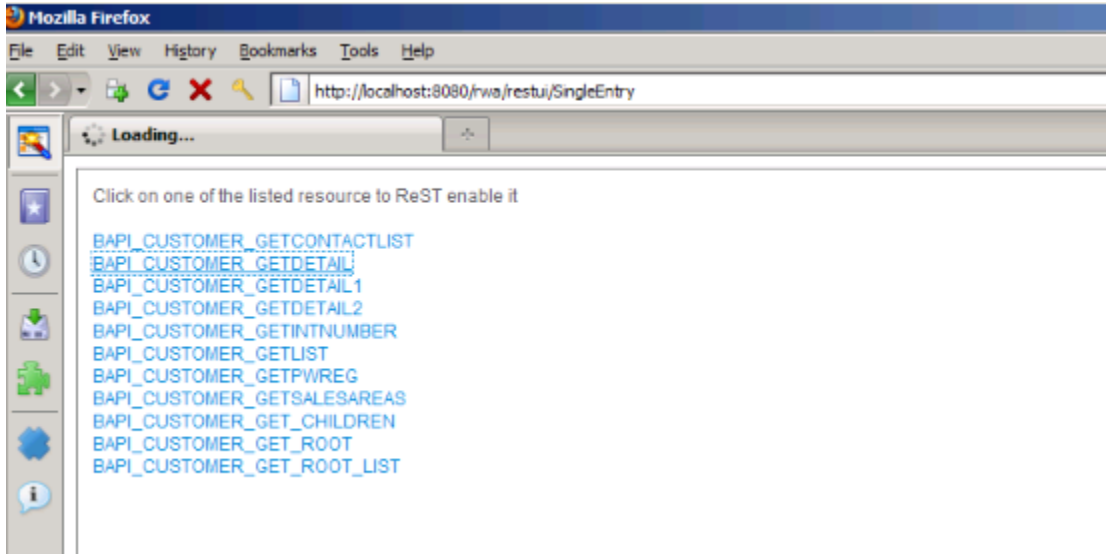 Mozilla Firefox
File Edit View History Bookmarks Tools Help
http://localhost:8080/rwa/restui/SingleEntry
Loading...
Click on one of the listed resource to ReST enable it
BAPI_CUSTOMER_GETCONTACTLIST
BAPI_CUSTOMER_GETDETAIL
BAPI_CUSTOMER_GETDETAIL1
BAPI_CUSTOMER_GETDETAIL2
BAPI_CUSTOMER_GETINTNUMBER
BAPI_CUSTOMER_GETLIST
BAPI_CUSTOMER_GETPWREG
BAPI_CUSTOMER_GETSALESAREAS
BAPI_CUSTOMER_GET_CHILDREN
BAPI_CUSTOMER_GET_ROOT
BAPI_CUSTOMER_GET_ROOT_LIST